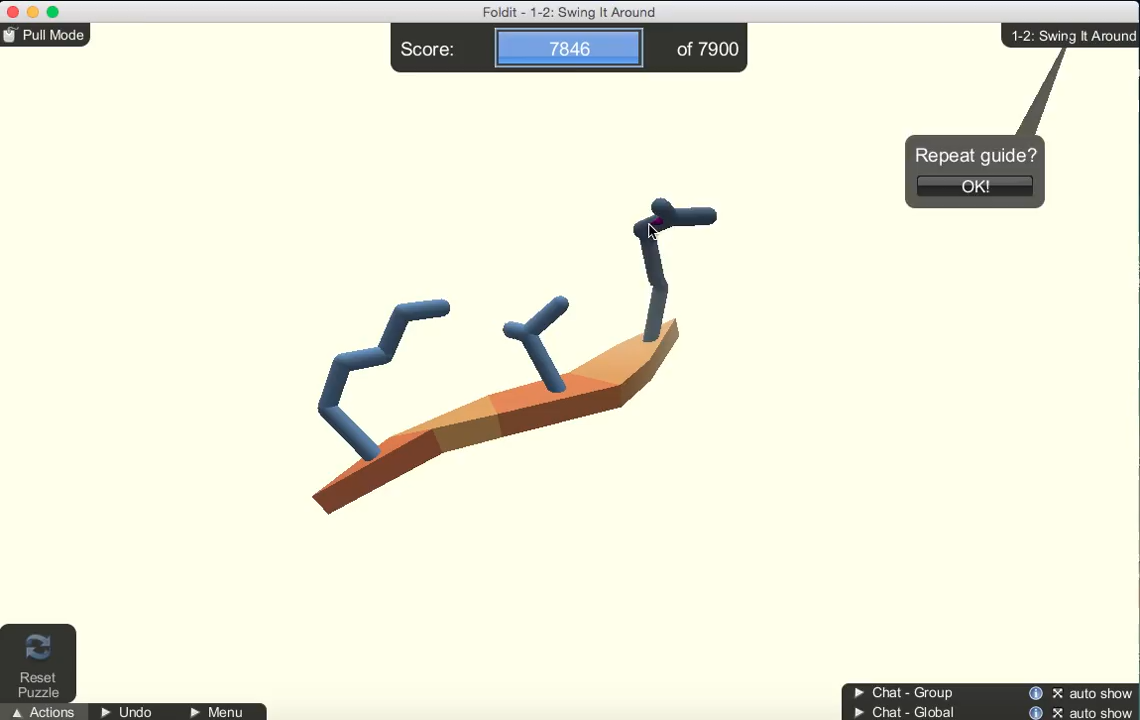 Foldit - 1-2: Swing It Around
Pull Mode
Score: 7846 of 7900
1-2: Swing It Around
Repeat guide?
OK!
Reset
Puzzle
Actions Undo Menu
Chat - Group auto show
Chat - Global auto show